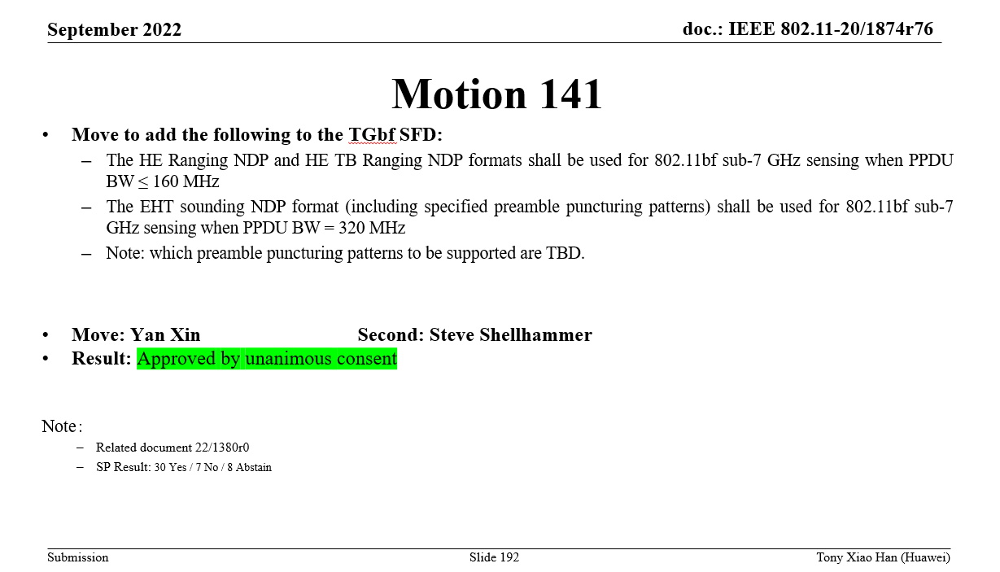 September 2022 doc.: IEEE 802.11-20/1874r76
Motion 141
• Move to add the following to the TGbf SFD:
– The HE Ranging NDP and HE TB Ranging NDP formats shall be used for 802.11bf sub-7 GHz sensing when PPDU
BW ≤ 160 MHz
– The EHT sounding NDP format (including specified preamble puncturing patterns) shall be used for 802.11bf sub-7
GHz sensing when PPDU BW = 320 MHz
– Note: which preamble puncturing patterns to be supported are TBD.
• Move: Yan Xin Second: Steve Shellhammer
• Result: Approved by unanimous consent
Note:
– Related document 22/1380r0
– SP Result: 30 Yes / 7 No / 8 Abstain
Submission Slide 192 Tony Xiao Han (Huawei)